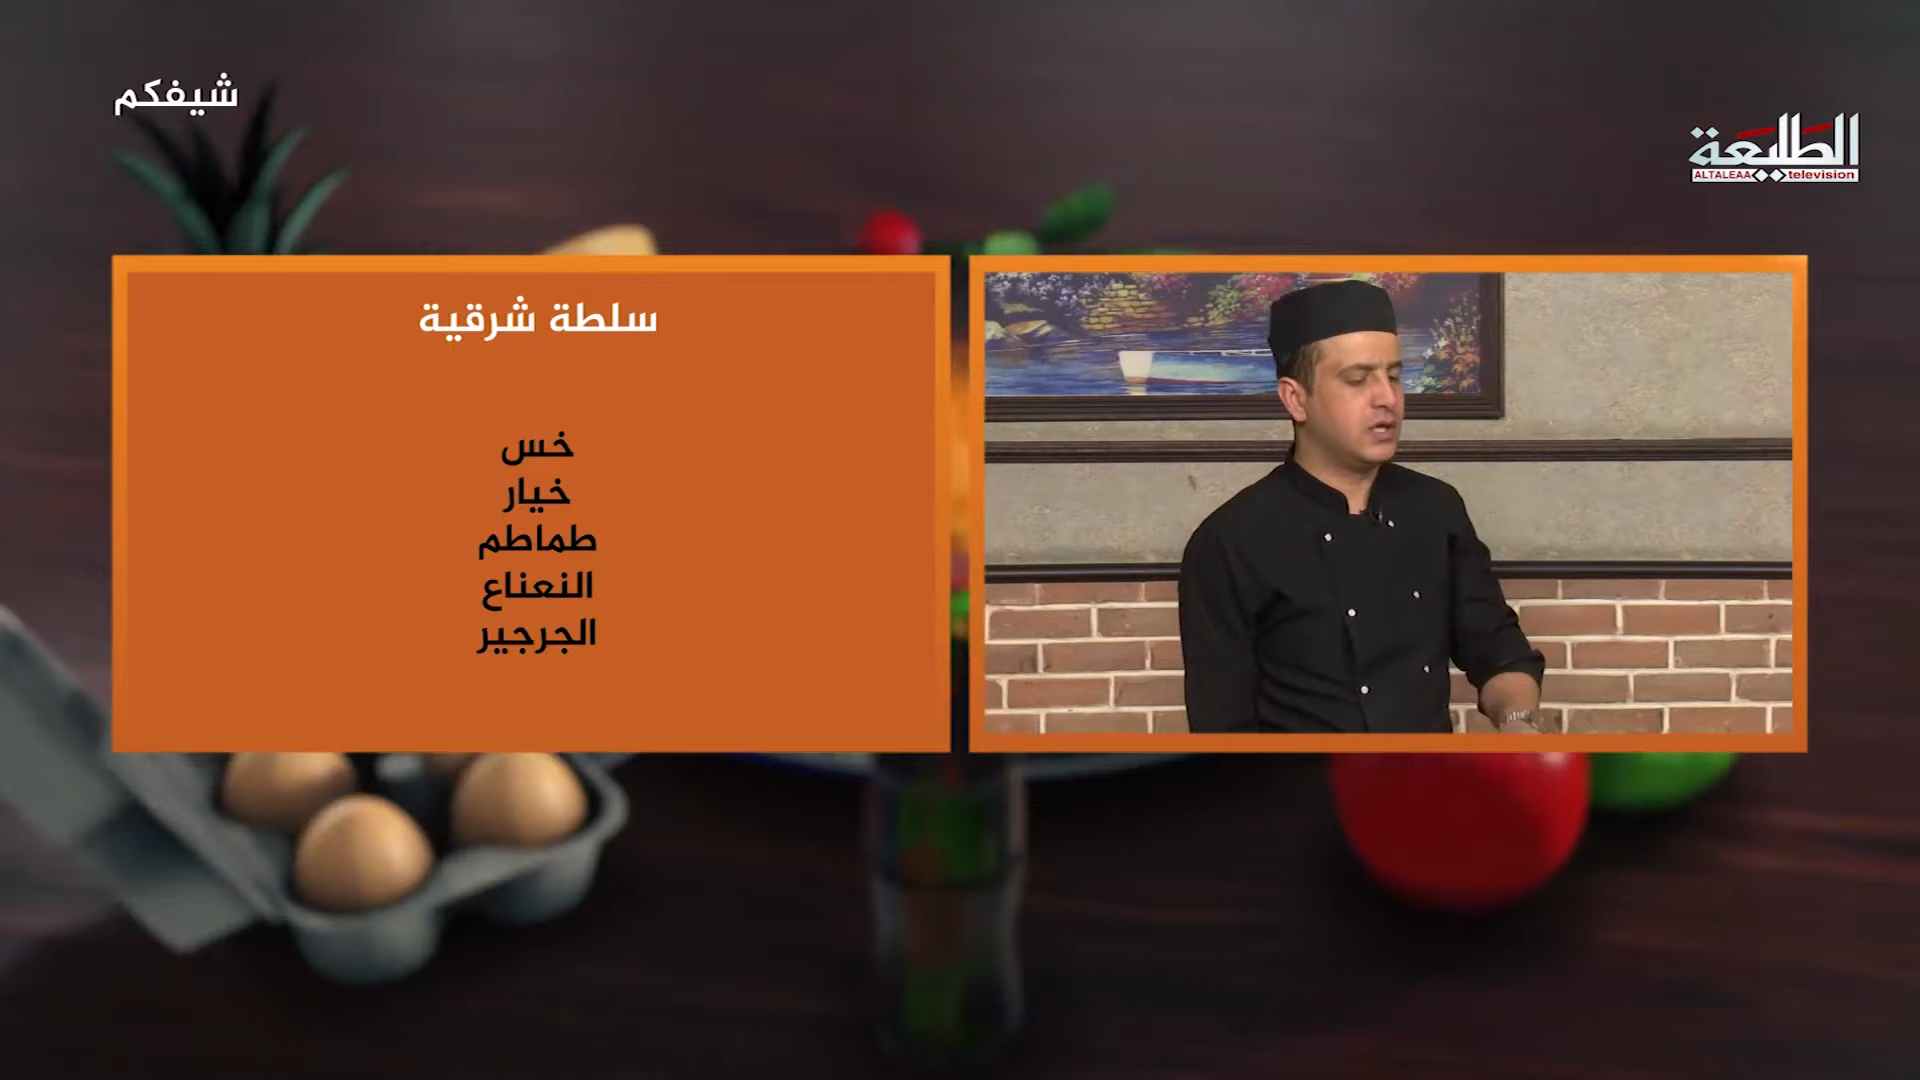 شيفكم
الطليعة
ALTALEAA television
سلطة شرقية
خس
خيار
طماطم
النعناع
الجرجير